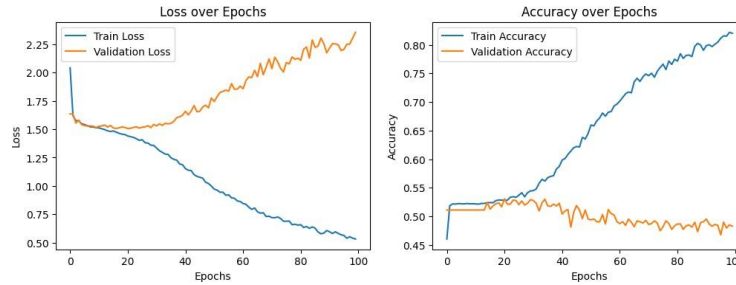 Loss over Epochs
Train Loss
Validation Loss
2.25
2.00
1.75
1.50
1.25
1.00
0.75
0.50
Loss
0
20
40
60
80
100
Epochs
Accuracy over Epochs
Train Accuracy
Validation Accuracy
0.80
0.75
0.70
0.65
0.60
0.55
0.50
0.45
Accuracy
0
20
40
60
80
Epochs